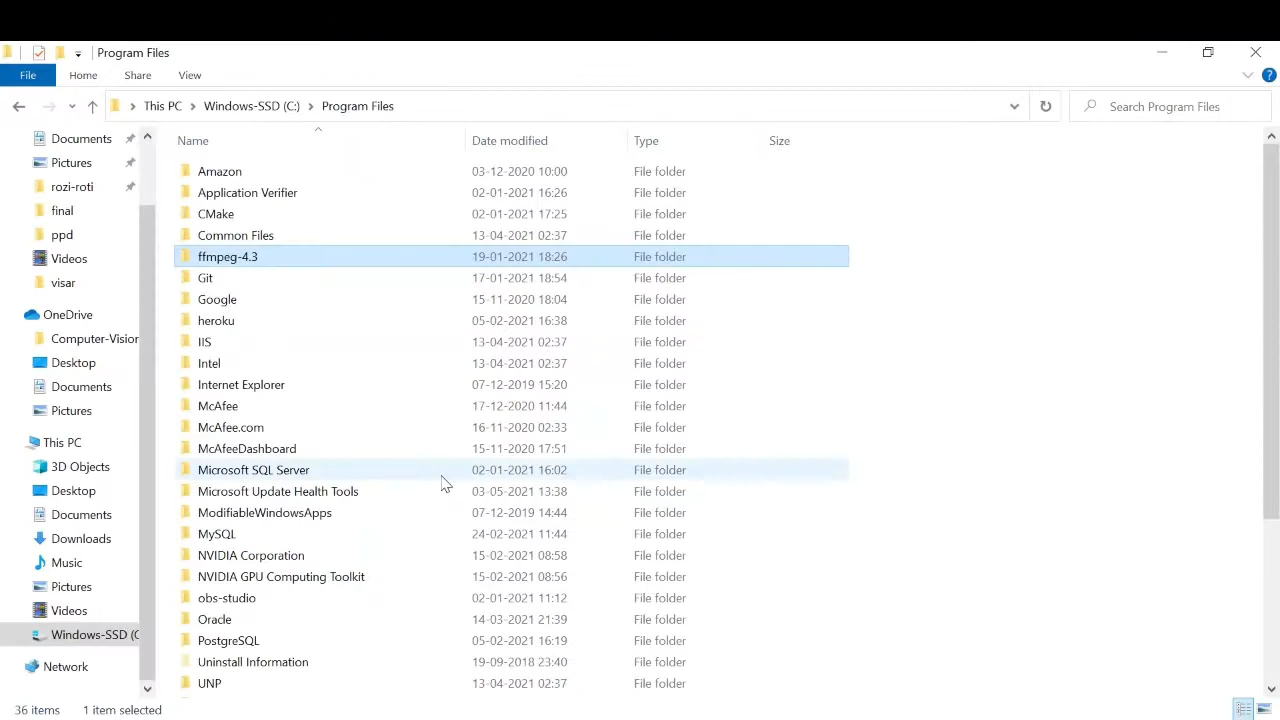 Program Files
File Home Share View
This PC Windows-SSD (C:) Program Files Search Program Files
Name Date modified Type Size
Documents
Pictures
rozi-roti
final
ppd
Videos
visar
OneDrive
Computer-Vision
Desktop
Documents
Pictures
This PC
3D Objects
Desktop
Documents
Downloads
Music
Pictures
Videos
Windows-SSD (C
Network
Amazon 03-12-2020 10:00 File folder
Application Verifier 02-01-2021 16:26 File folder
CMake 02-01-2021 17:25 File folder
Common Files 13-04-2021 02:37 File folder
ffmpeg-4.3 19-01-2021 18:26 File folder
Git 17-01-2021 18:54 File folder
Google 15-11-2020 18:04 File folder
heroku 05-02-2021 16:38 File folder
IIS 13-04-2021 02:37 File folder
Intel 13-04-2021 02:37 File folder
Internet Explorer 07-12-2019 15:20 File folder
McAfee 17-12-2020 11:44 File folder
McAfee.com 16-11-2020 02:33 File folder
McAfeeDashboard 15-11-2020 17:51 File folder
Microsoft SQL Server 02-01-2021 16:02 File folder
Microsoft Update Health Tools 03-05-2021 13:38 File folder
ModifiableWindowsApps 07-12-2019 14:44 File folder
MySQL 24-02-2021 11:44 File folder
NVIDIA Corporation 15-02-2021 08:58 File folder
NVIDIA GPU Computing Toolkit 15-02-2021 08:56 File folder
obs-studio 02-01-2021 11:12 File folder
Oracle 14-03-2021 21:39 File folder
PostgreSQL 05-02-2021 16:19 File folder
Uninstall Information 19-09-2018 23:40 File folder
UNP 13-04-2021 02:37 File folder
36 items 1 item selected